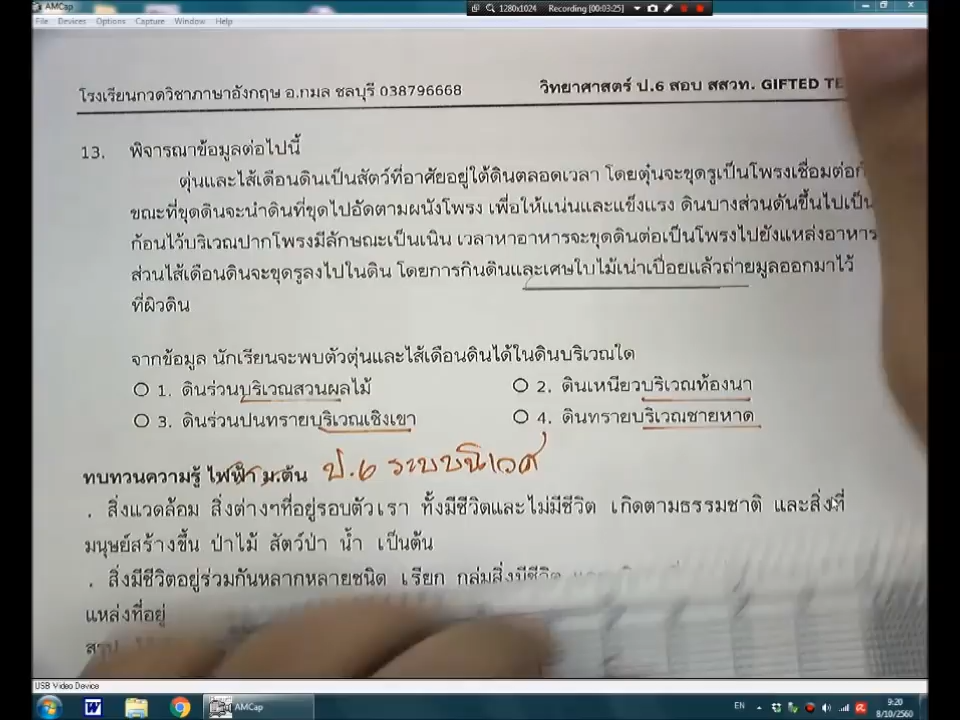 AMCap
1280x1024 Recording [00:03:25]
File Devices Options Capture Window Help
โรงเรียนกวดวิชาภาษาอังกฤษ อ.กมล ชลบุรี 038796668 วิทยาศาสตร์ ป.6 สอบ สสวท. GIFTED TE
13. พิจารณาข้อมูลต่อไปนี้
ตุ่นและไส้เดือนดินเป็นสัตว์ที่อาศัยอยู่ใต้ดินตลอดเวลา โดยตุ่นจะขุดรูเป็นโพรงเชื่อมต่อ
ขณะที่ขุดดินจะนำดินที่ขุดไปอัดตามผนังโพรง เพื่อให้แน่นและแข็งแรง ดินบางส่วนดันขึ้นไปเป็น
ก้อนไว้บริเวณปากโพรงมีลักษณะเป็นเนิน เวลาหาอาหารจะขุดดินต่อเป็นโพรงไปยังแหล่งอาหาร
ส่วนไส้เดือนดินจะขุดรูลงไปในดิน โดยการกินดินและเศษใบไม้เน่าเปื่อยแล้วถ่ายมูลออกมาไว้
ที่ผิวดิน
จากข้อมูล นักเรียนจะพบตัวตุ่นและไส้เดือนดินได้ในดินบริเวณใด
1. ดินร่วนบริเวณสวนผลไม้ 2. ดินเหนียวบริเวณท้องนา
3. ดินร่วนปนทรายบริเวณเชิงเขา 4. ดินทรายบริเวณชายหาด
ทบทวนความรู้ ไฟฟ้า ม.ต้น ป.6 ระบบนิเวศ
. สิ่งแวดล้อม สิ่งต่างๆที่อยู่รอบตัวเรา ทั้งมีชีวิตและไม่มีชีวิต เกิดตามธรรมชาติ และสิ่งที่
มนุษย์สร้างขึ้น ป่าไม้ สัตว์ป่า น้ำ เป็นต้น
. สิ่งมีชีวิตอยู่ร่วมกันหลากหลายชนิด เรียก กลุ่มสิ่งมีชีวิต
แหล่งที่อยู่
USB Video Device
AMCap EN 9:20
8/10/2560